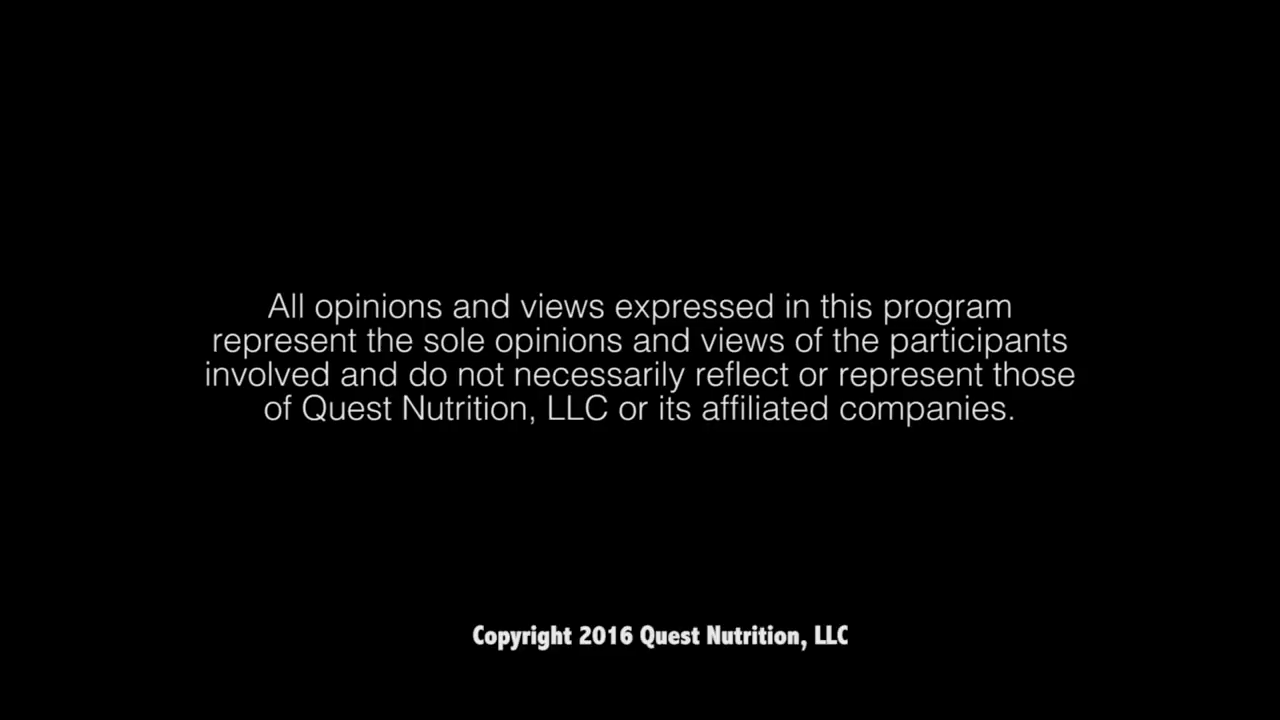 All opinions and views expressed in this program
represent the sole opinions and views of the participants
involved and do not necessarily reflect or represent those
of Quest Nutrition, LLC or its affiliated companies.
Copyright 2016 Quest Nutrition, LLC